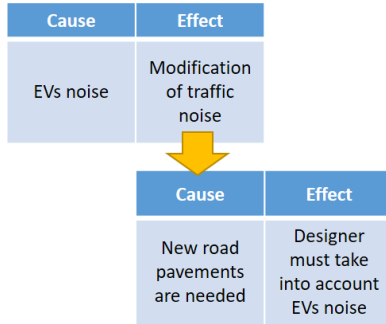 Cause Effect
EVs noise
Modification
of traffic
noise
Cause Effect
New road
pavements
are needed
Designer
must take
into account
EVs noise